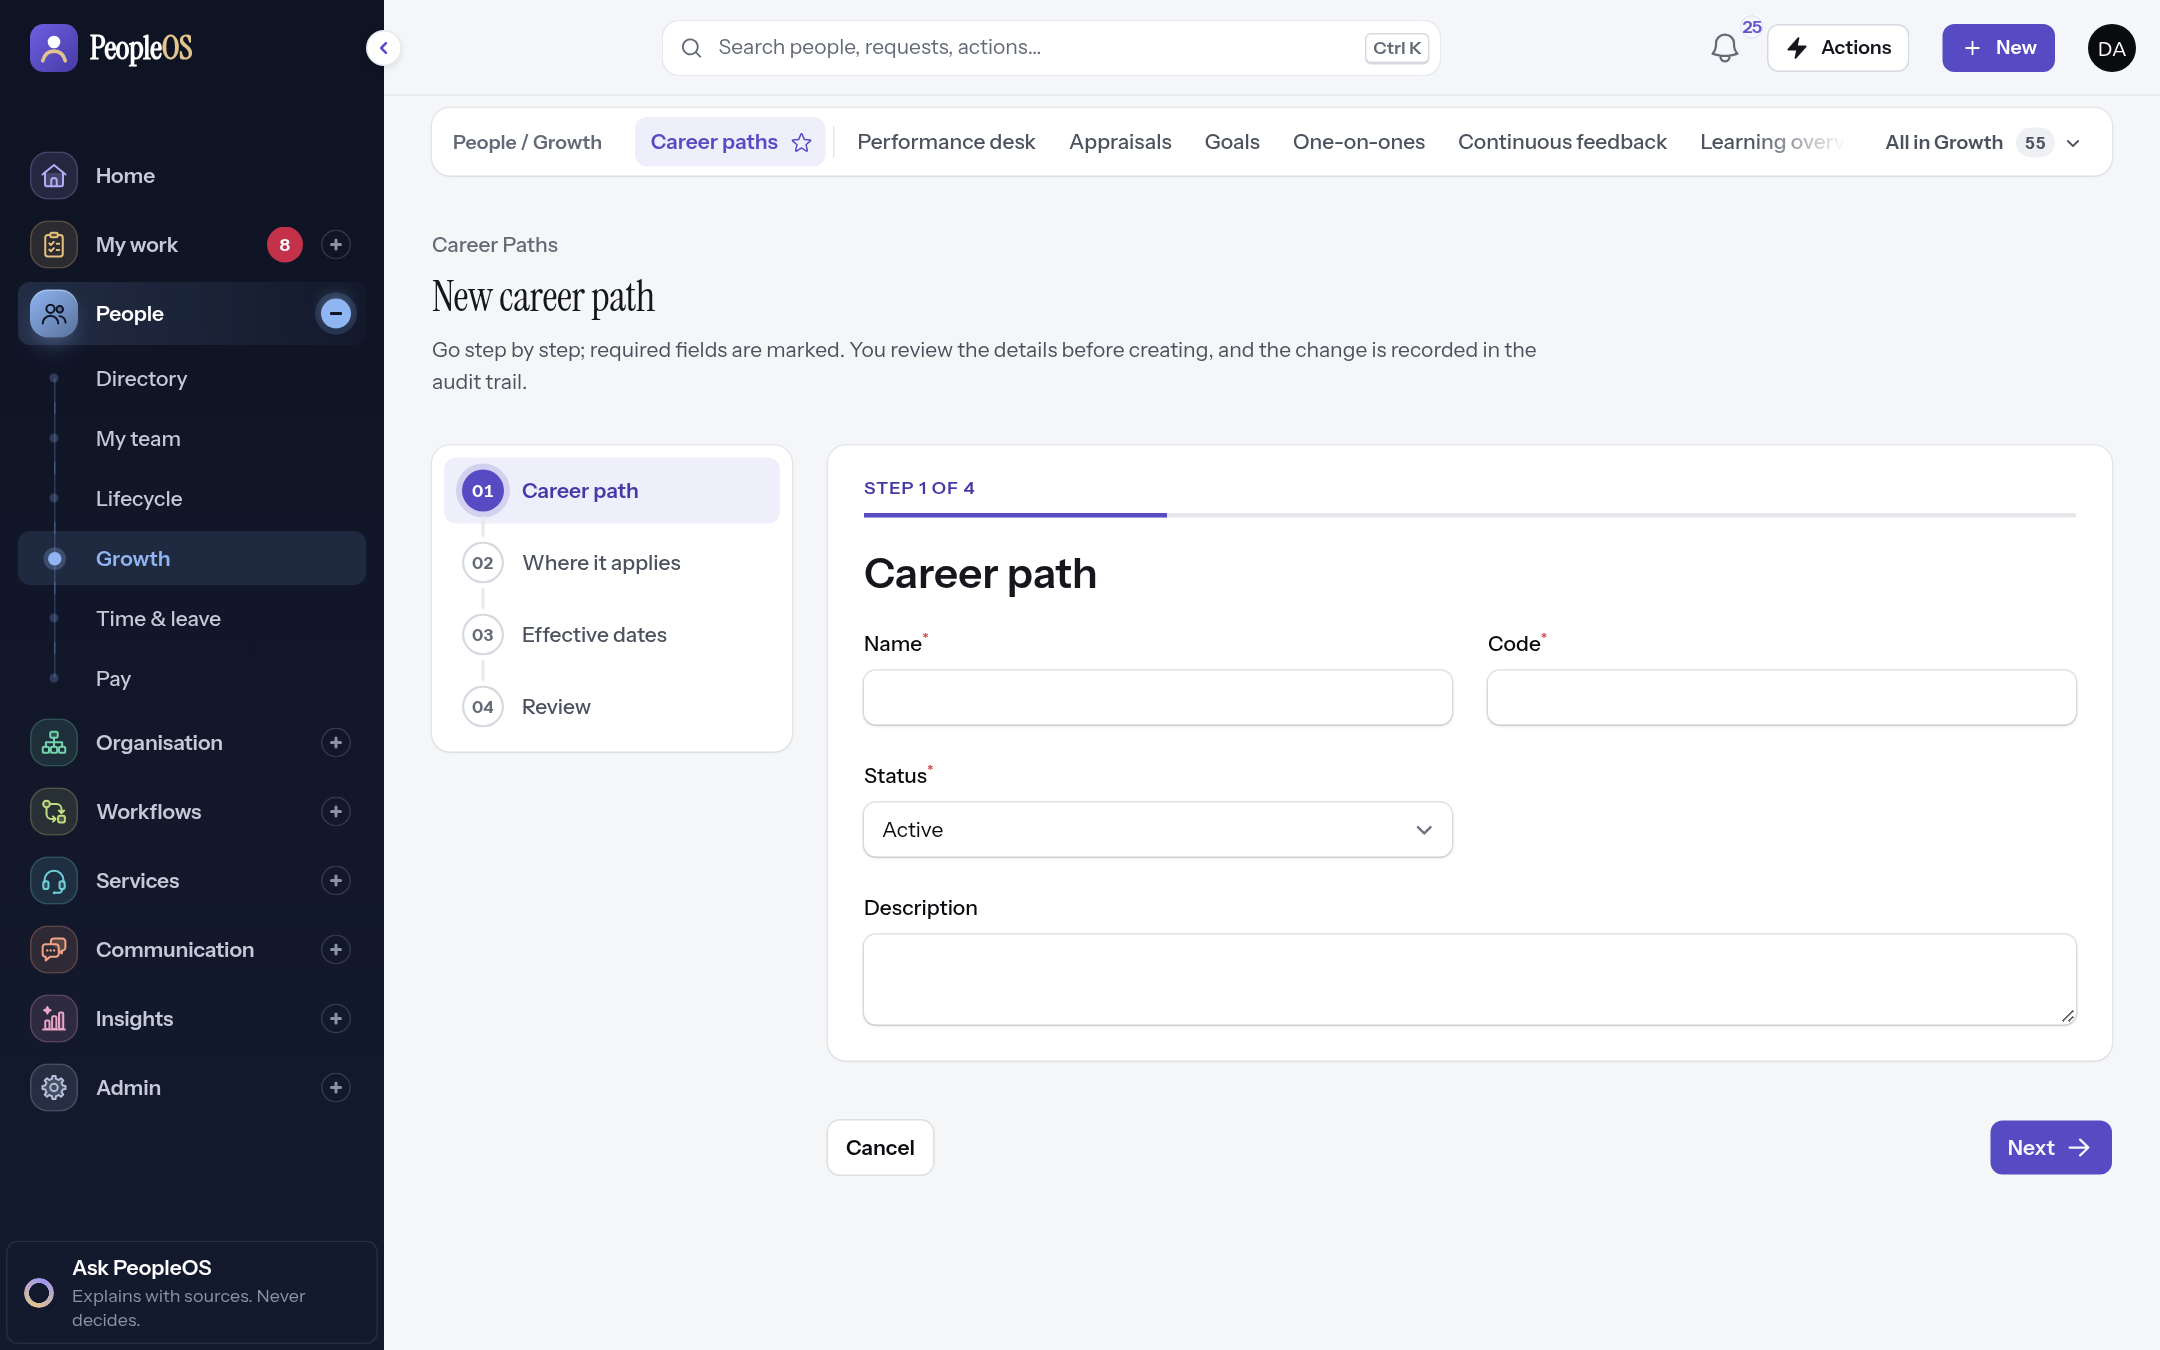 PeopleOS
Search people, requests, actions...
Ctrl K
25
Actions
New
DA
People / Growth
Career paths
Performance desk
Appraisals
Goals
One-on-ones
Continuous feedback
Learning overv
All in Growth
55
Home
My work
8
People
Directory
My team
Lifecycle
Growth
Time & leave
Pay
Organisation
Workflows
Services
Communication
Insights
Admin
Ask PeopleOS
Explains with sources. Never
decides.
Career Paths
New career path
Go step by step; required fields are marked. You review the details before creating, and the change is recorded in the
audit trail.
01 Career path
02 Where it applies
03 Effective dates
04 Review
STEP 1 OF 4
Career path
Name*
Code*
Status*
Active
Description
Cancel
Next